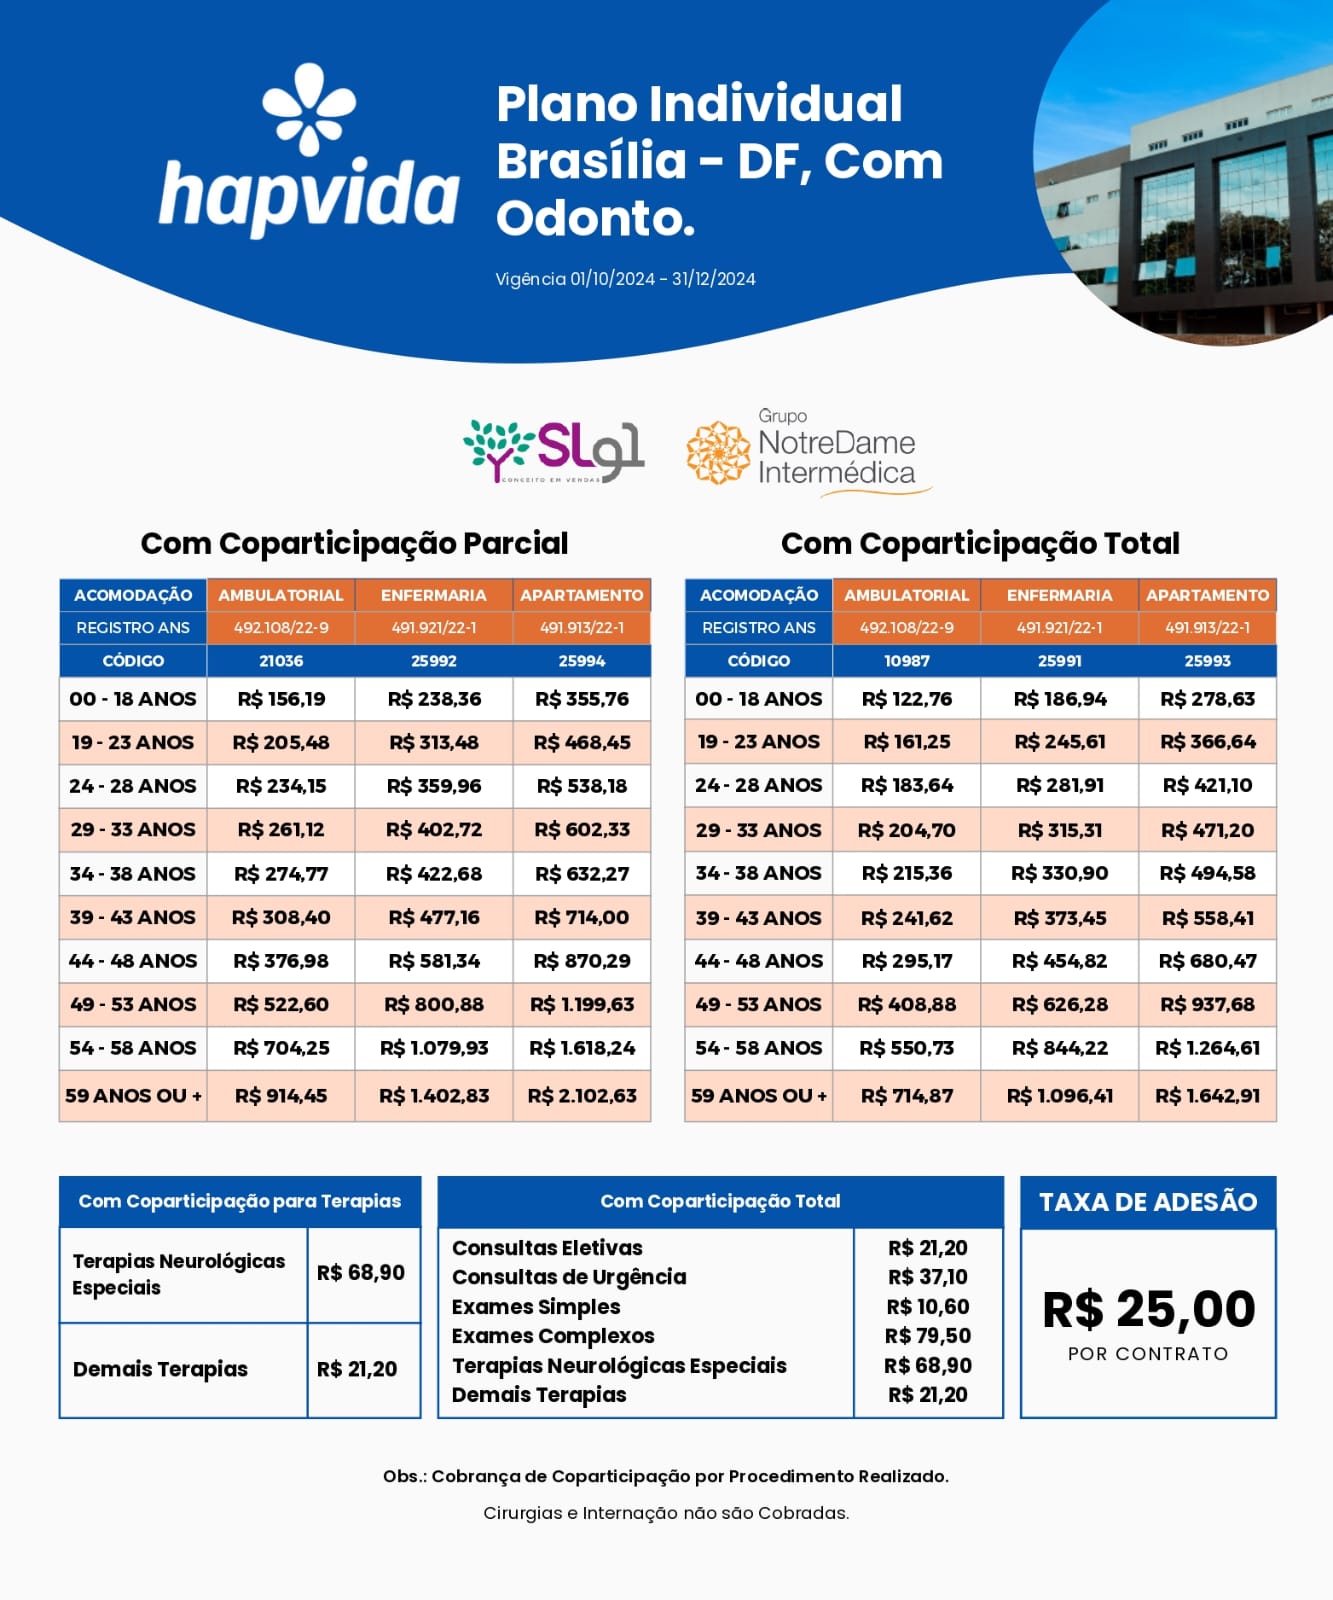 hapvida
Plano Individual
Brasília - DF, Com
Odonto.
Vigência 01/10/2024 - 31/12/2024
SLg1
CONCEITO EM VENDAS
Grupo
NotreDame
Intermédica
Com Coparticipação Parcial
ACOMODAÇÃO AMBULATORIAL ENFERMARIA APARTAMENTO
REGISTRO ANS 492.108/22-9 491.921/22-1 491.913/22-1
CÓDIGO 21036 25992 25994
00 - 18 ANOS R$ 156,19 R$ 238,36 R$ 355,76
19 - 23 ANOS R$ 205,48 R$ 313,48 R$ 468,45
24 - 28 ANOS R$ 234,15 R$ 359,96 R$ 538,18
29 - 33 ANOS R$ 261,12 R$ 402,72 R$ 602,33
34 - 38 ANOS R$ 274,77 R$ 422,68 R$ 632,27
39 - 43 ANOS R$ 308,40 R$ 477,16 R$ 714,00
44 - 48 ANOS R$ 376,98 R$ 581,34 R$ 870,29
49 - 53 ANOS R$ 522,60 R$ 800,88 R$ 1.199,63
54 - 58 ANOS R$ 704,25 R$ 1.079,93 R$ 1.618,24
59 ANOS OU + R$ 914,45 R$ 1.402,83 R$ 2.102,63
Com Coparticipação Total
ACOMODAÇÃO AMBULATORIAL ENFERMARIA APARTAMENTO
REGISTRO ANS 492.108/22-9 491.921/22-1 491.913/22-1
CÓDIGO 10987 25991 25993
00 - 18 ANOS R$ 122,76 R$ 186,94 R$ 278,63
19 - 23 ANOS R$ 161,25 R$ 245,61 R$ 366,64
24 - 28 ANOS R$ 183,64 R$ 281,91 R$ 421,10
29 - 33 ANOS R$ 204,70 R$ 315,31 R$ 471,20
34 - 38 ANOS R$ 215,36 R$ 330,90 R$ 494,58
39 - 43 ANOS R$ 241,62 R$ 373,45 R$ 558,41
44 - 48 ANOS R$ 295,17 R$ 454,82 R$ 680,47
49 - 53 ANOS R$ 408,88 R$ 626,28 R$ 937,68
54 - 58 ANOS R$ 550,73 R$ 844,22 R$ 1.264,61
59 ANOS OU + R$ 714,87 R$ 1.096,41 R$ 1.642,91
Com Coparticipação para Terapias
Terapias Neurológicas
Especiais R$ 68,90
Demais Terapias R$ 21,20
Com Coparticipação Total
Consultas Eletivas R$ 21,20
Consultas de Urgência R$ 37,10
Exames Simples R$ 10,60
Exames Complexos R$ 79,50
Terapias Neurológicas Especiais R$ 68,90
Demais Terapias R$ 21,20
TAXA DE ADESÃO
R$ 25,00
POR CONTRATO
Obs.: Cobrança de Coparticipação por Procedimento Realizado.
Cirurgias e Internação não são Cobradas.